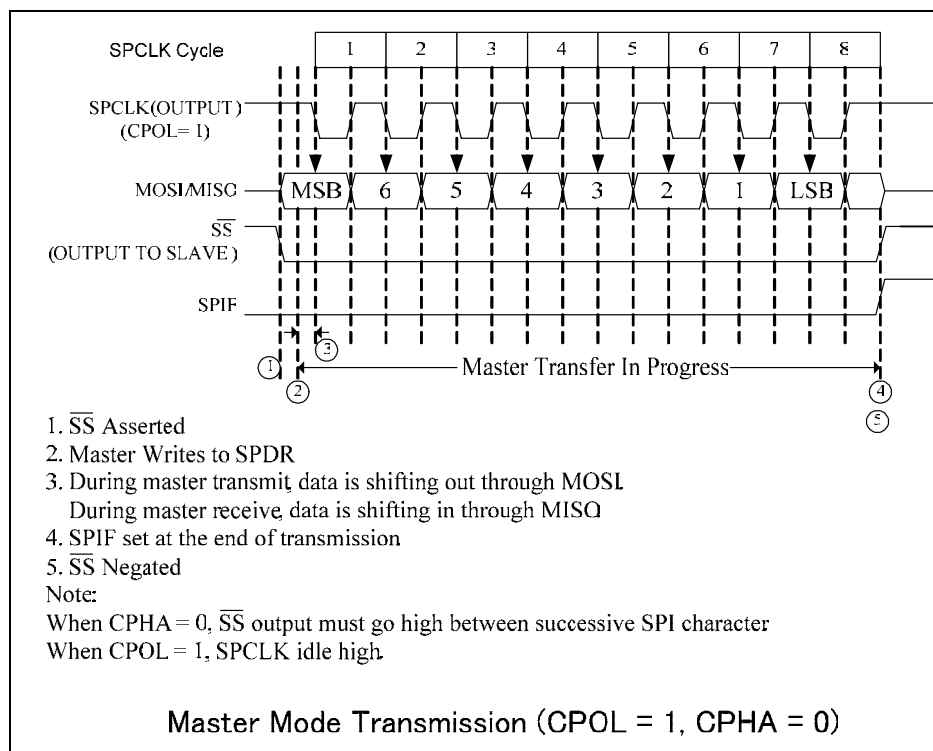 SPCLK Cycle 1 2 3 4 5 6 7 8
SPCLK(OUTPUT)
(CPOL= 1)
MOSI/MISO MSB 6 5 4 3 2 1 LSB
SS
(OUTPUT TO SLAVE)
SPIF
3
1 Master Transfer In Progress
2 4
5
1. SS Asserted
2. Master Writes to SPDR
3. During master transmit, data is shifting out through MOSI.
During master receive, data is shifting in through MISO
4. SPIF set at the end of transmission
5. SS Negated
Note:
When CPHA = 0, SS output must go high between successive SPI character
When CPOL = 1, SPCLK idle high.
Master Mode Transmission (CPOL = 1, CPHA = 0)